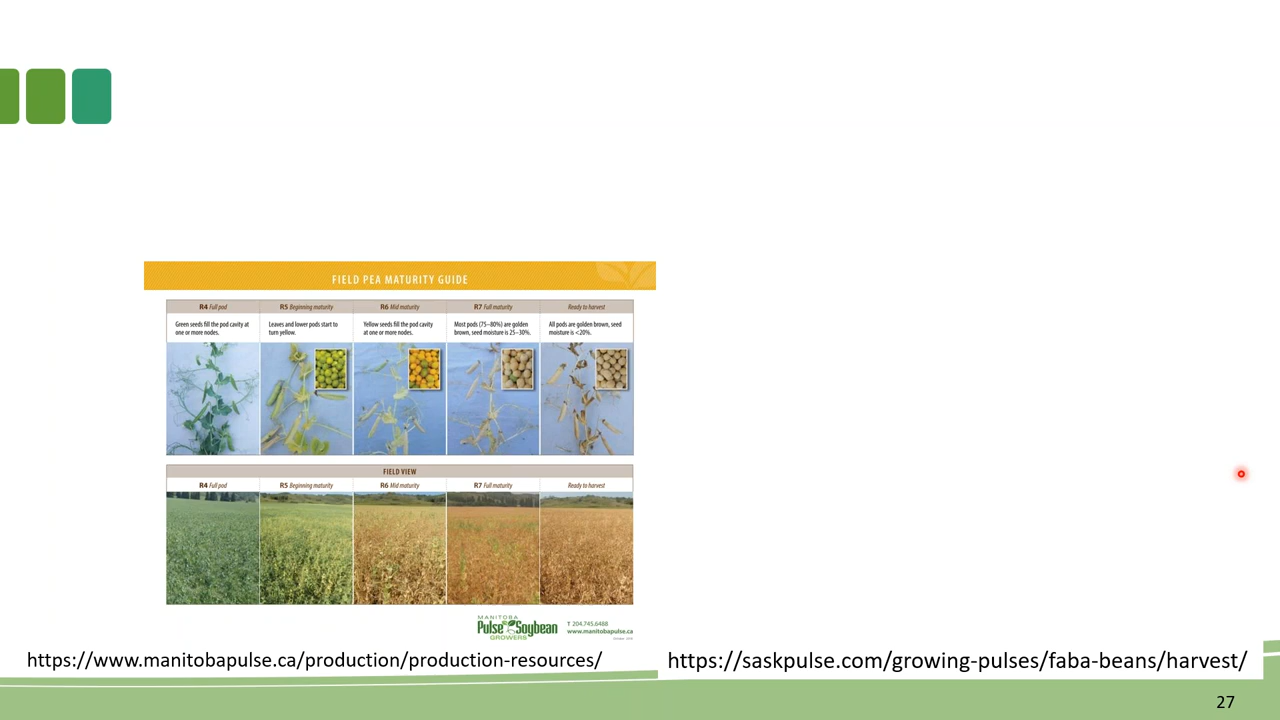 FIELD PEA MATURITY GUIDE
R4 Full pod
R5 Beginning maturity
R6 Mid maturity
R7 Full maturity
Ready to harvest
Green seeds fill the pod cavity at
one or more nodes.
Leaves and lower pods start to
turn yellow.
Yellow seeds fill the pod cavity
at one or more nodes.
Most pods (75–80%) are golden
brown, seed moisture is 25–30%.
All pods are golden brown, seed
moisture is <20%.
FIELD VIEW
R4 Full pod
R5 Beginning maturity
R6 Mid maturity
R7 Full maturity
Ready to harvest
MANITOBA
Pulse Soybean
GROWERS
T 204.745.6488
www.manitobapulse.ca
https://www.manitobapulse.ca/production/production-resources/
https://saskpulse.com/growing-pulses/faba-beans/harvest/
27